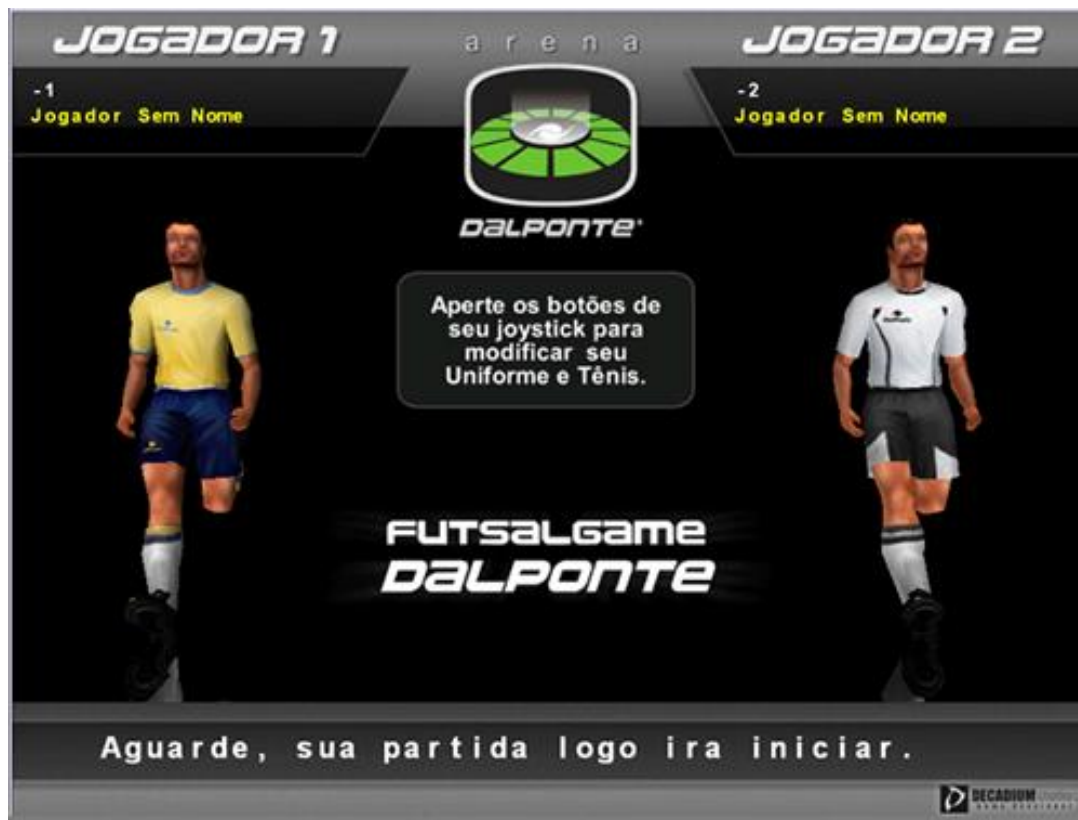 JOGADOR 1
arena
JOGADOR 2
-1
Jogador Sem Nome
-2
Jogador Sem Nome
DALPONTE
Aperte os botões de
seu joystick para
modificar seu
Uniforme e Tênis.
FUTSALGAME
DALPONTE
Aguarde, sua partida logo ira iniciar.
DECADIUM